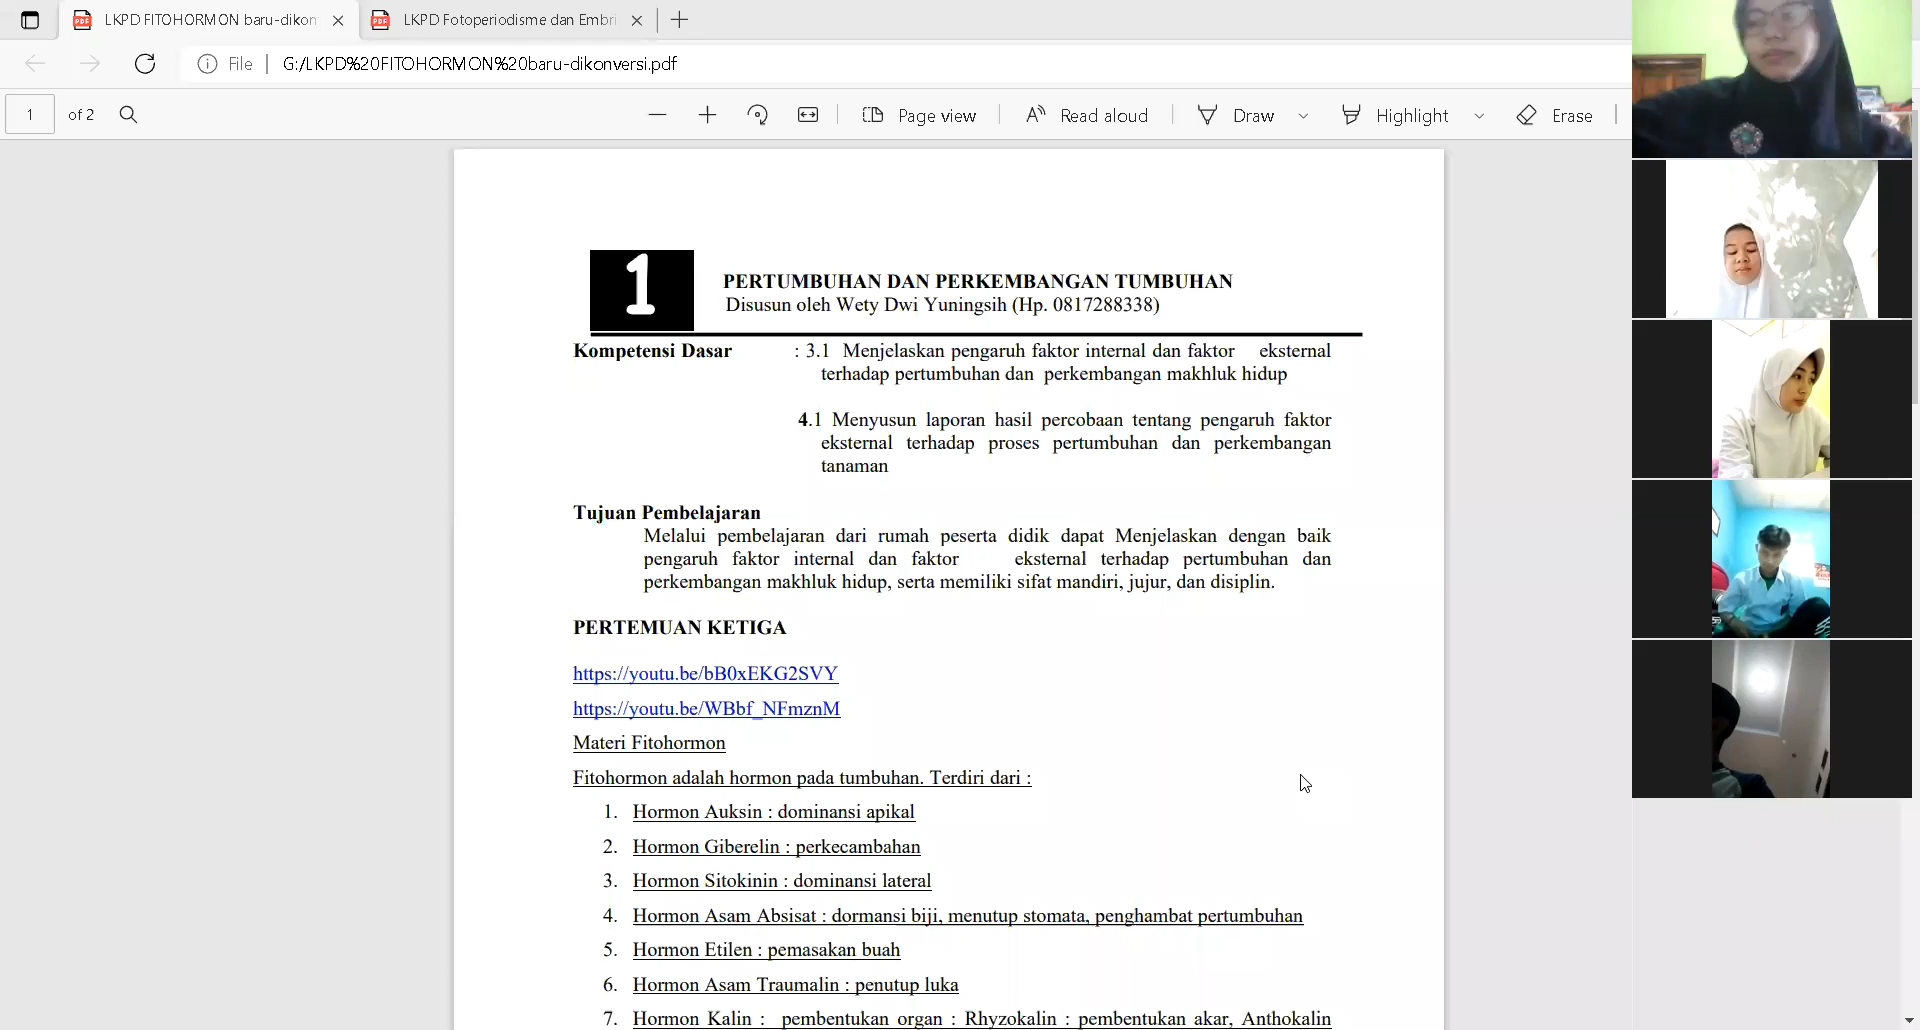 LKPD FITOHORMON baru-dikon
LKPD Fotoperiodisme dan Embri
File
G:/LKPD%20FITOHORMON%20baru-dikonversi.pdf
1 of 2
Page view
Read aloud
Draw
Highlight
Erase
1
PERTUMBUHAN DAN PERKEMBANGAN TUMBUHAN
Disusun oleh Wety Dwi Yuningsih (Hp. 0817288338)
Kompetensi Dasar : 3.1 Menjelaskan pengaruh faktor internal dan faktor eksternal
terhadap pertumbuhan dan perkembangan makhluk hidup
4.1 Menyusun laporan hasil percobaan tentang pengaruh faktor
eksternal terhadap proses pertumbuhan dan perkembangan
tanaman
Tujuan Pembelajaran
Melalui pembelajaran dari rumah peserta didik dapat Menjelaskan dengan baik
pengaruh faktor internal dan faktor eksternal terhadap pertumbuhan dan
perkembangan makhluk hidup, serta memiliki sifat mandiri, jujur, dan disiplin.
PERTEMUAN KETIGA
https://youtu.be/bB0xEKG2SVY
https://youtu.be/WBbf_NFmznM
Materi Fitohormon
Fitohormon adalah hormon pada tumbuhan. Terdiri dari :
1. Hormon Auksin : dominansi apikal
2. Hormon Giberelin : perkecambahan
3. Hormon Sitokinin : dominansi lateral
4. Hormon Asam Absisat : dormansi biji, menutup stomata, penghambat pertumbuhan
5. Hormon Etilen : pemasakan buah
6. Hormon Asam Traumalin : penutup luka
7. Hormon Kalin : pembentukan organ : Rhyzokalin : pembentukan akar, Anthokalin